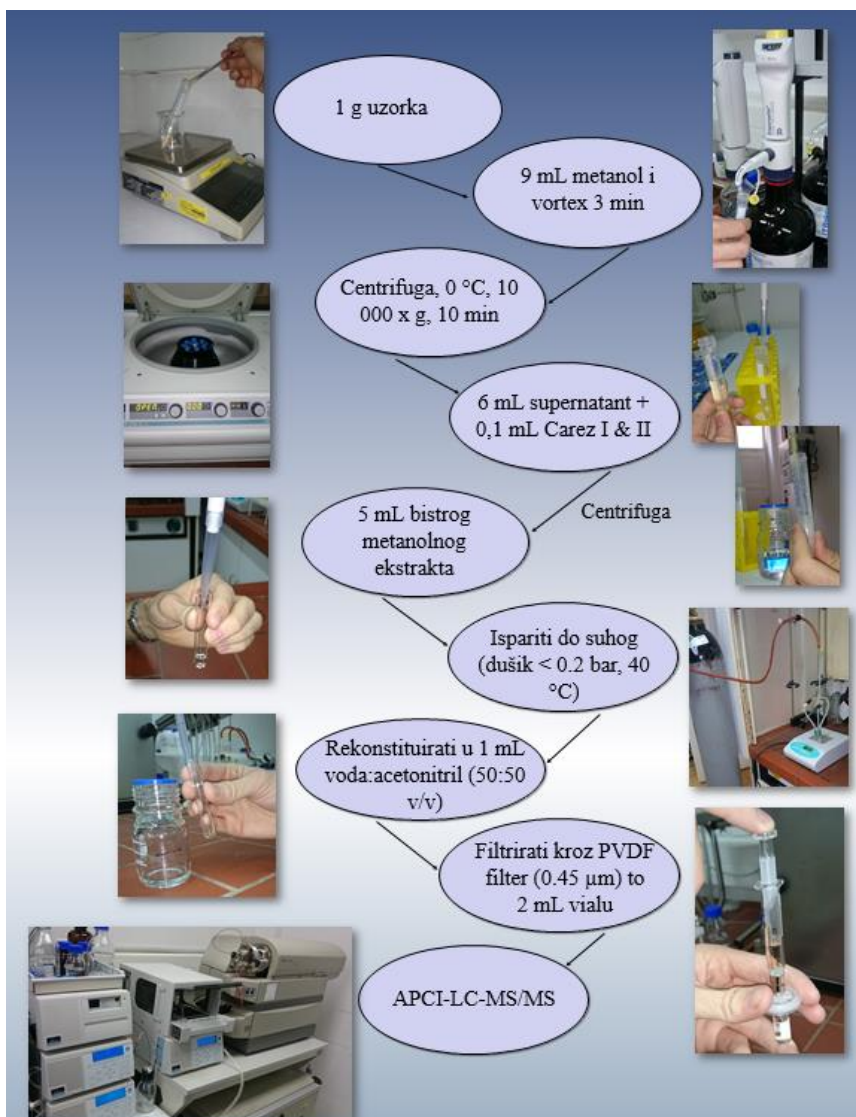 1 g uzorka
9 mL metanol i
vortex 3 min
Centrifuga, 0 °C, 10
000 x g, 10 min
6 mL supernatant +
0,1 mL Carez I & II
Centrifuga
5 mL bistrog
metanolnog
ekstrakta
Ispariti do suhog
(dušik < 0.2 bar, 40
°C)
Rekonstituirati u 1 mL
voda:acetonitril (50:50
v/v)
Filtrirati kroz PVDF
filter (0.45 µm) to
2 mL vialu
APCI-LC-MS/MS